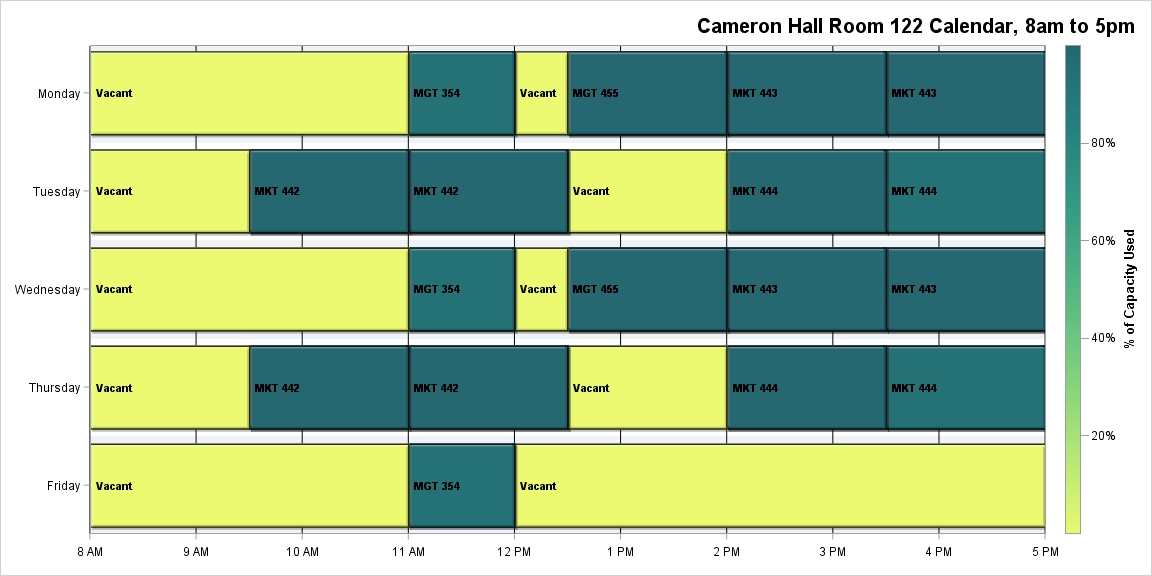 Cameron Hall Room 122 Calendar, 8am to 5pm
Monday
Vacant
MGT 354
Vacant
MGT 455
MKT 443
MKT 443
Tuesday
Vacant
MKT 442
MKT 442
Vacant
MKT 444
MKT 444
Wednesday
Vacant
MGT 354
Vacant
MGT 455
MKT 443
MKT 443
Thursday
Vacant
MKT 442
MKT 442
Vacant
MKT 444
MKT 444
Friday
Vacant
MGT 354
Vacant
8 AM
9 AM
10 AM
11 AM
12 PM
1 PM
2 PM
3 PM
4 PM
5 PM
80%
60%
40%
20%
% of Capacity Used